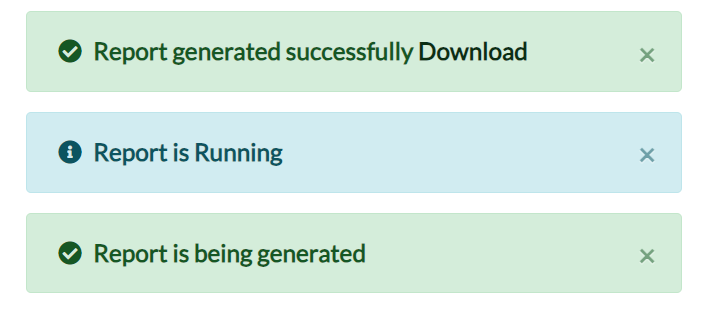 Report generated successfully Download
Report is Running
Report is being generated